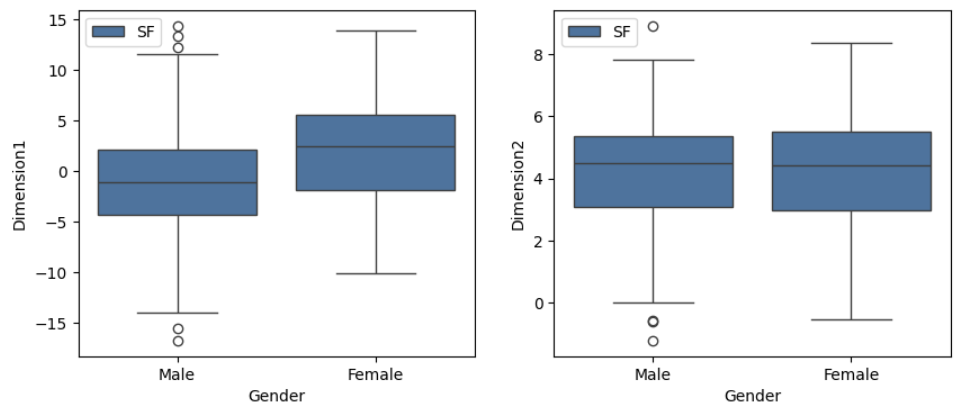 SF
15
10
5
0
−5
−10
−15
Dimension1
Male
Female
Gender
SF
8
6
4
2
0
Dimension2
Male
Female
Gender